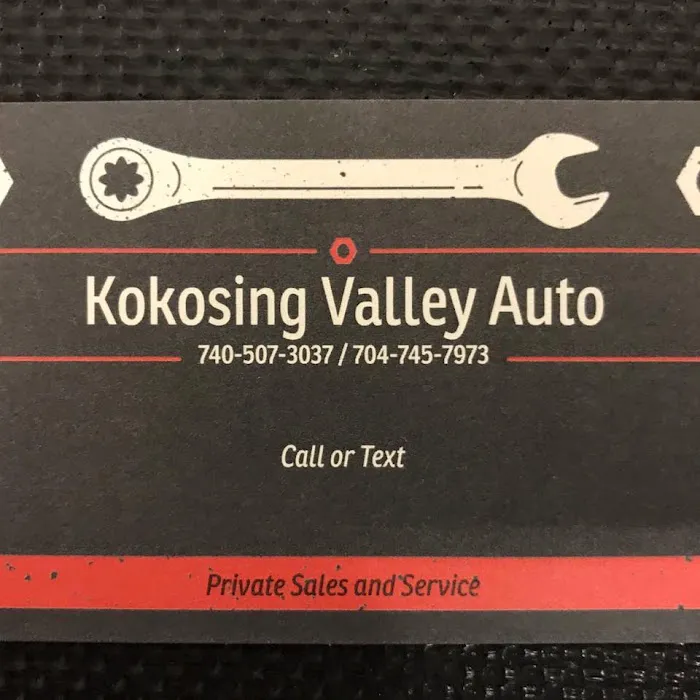 Kokosing Valley Auto
740-507-3037 / 704-745-7973
Call or Text
Private Sales and Service